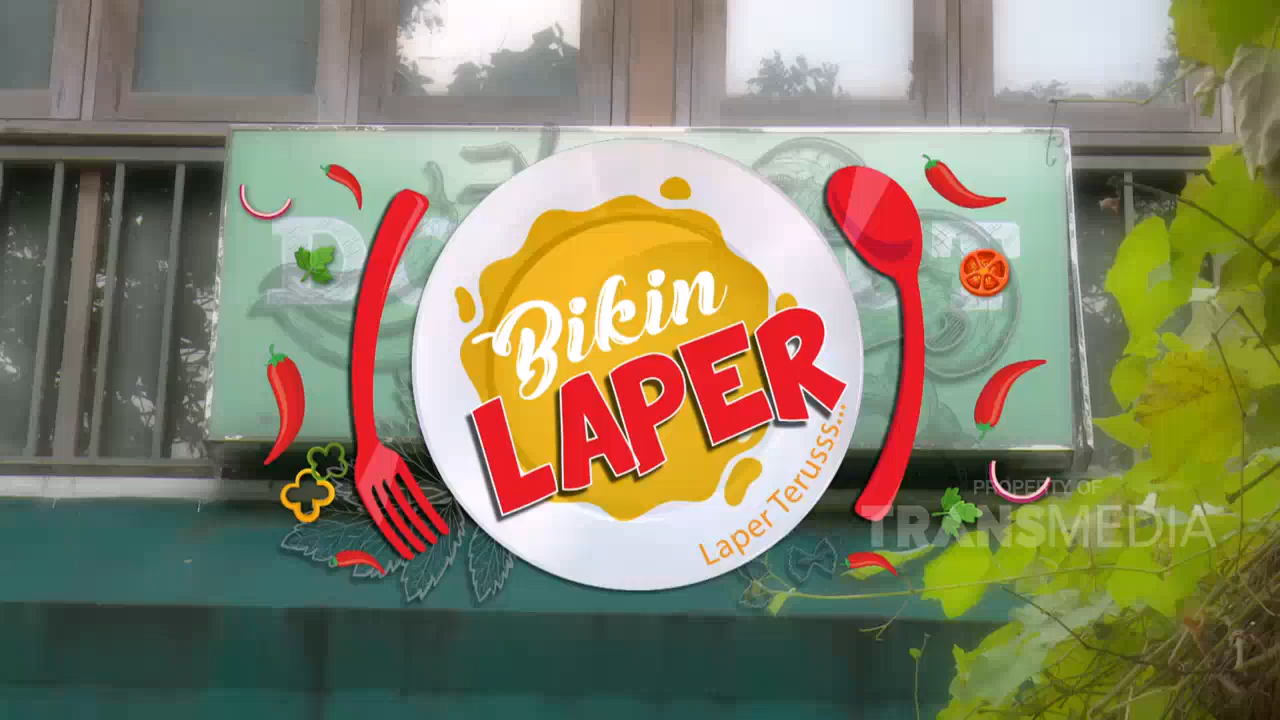 Bikin
LAPER
Laper Terusss...
PROPERTY OF
TRANSMEDIA